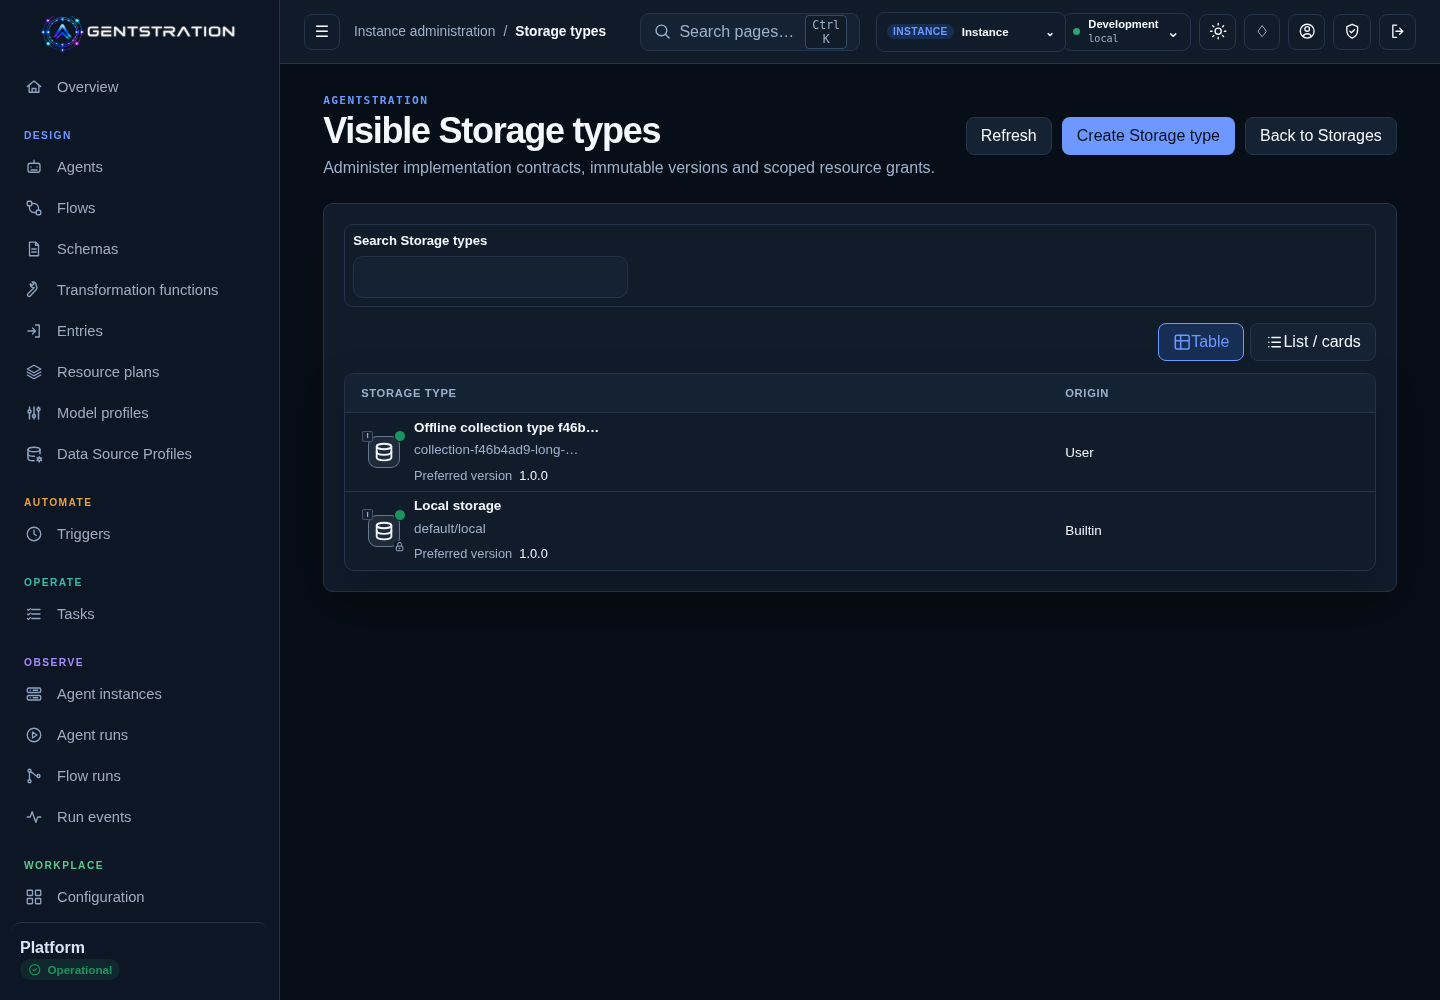 GENTSTRATION
Overview
DESIGN
Agents
Flows
Schemas
Transformation functions
Entries
Resource plans
Model profiles
Data Source Profiles
AUTOMATE
Triggers
OPERATE
Tasks
OBSERVE
Agent instances
Agent runs
Flow runs
Run events
WORKPLACE
Configuration
Platform
Operational
Instance administration / Storage types
Search pages… Ctrl K
INSTANCE Instance
Development
local
AGENTSTRATION
Visible Storage types
Administer implementation contracts, immutable versions and scoped resource grants.
Refresh
Create Storage type
Back to Storages
Search Storage types
Table
List / cards
STORAGE TYPE ORIGIN
I
Offline collection type f46b…
collection-f46b4ad9-long-…
Preferred version 1.0.0
User
I
Local storage
default/local
Preferred version 1.0.0
Builtin